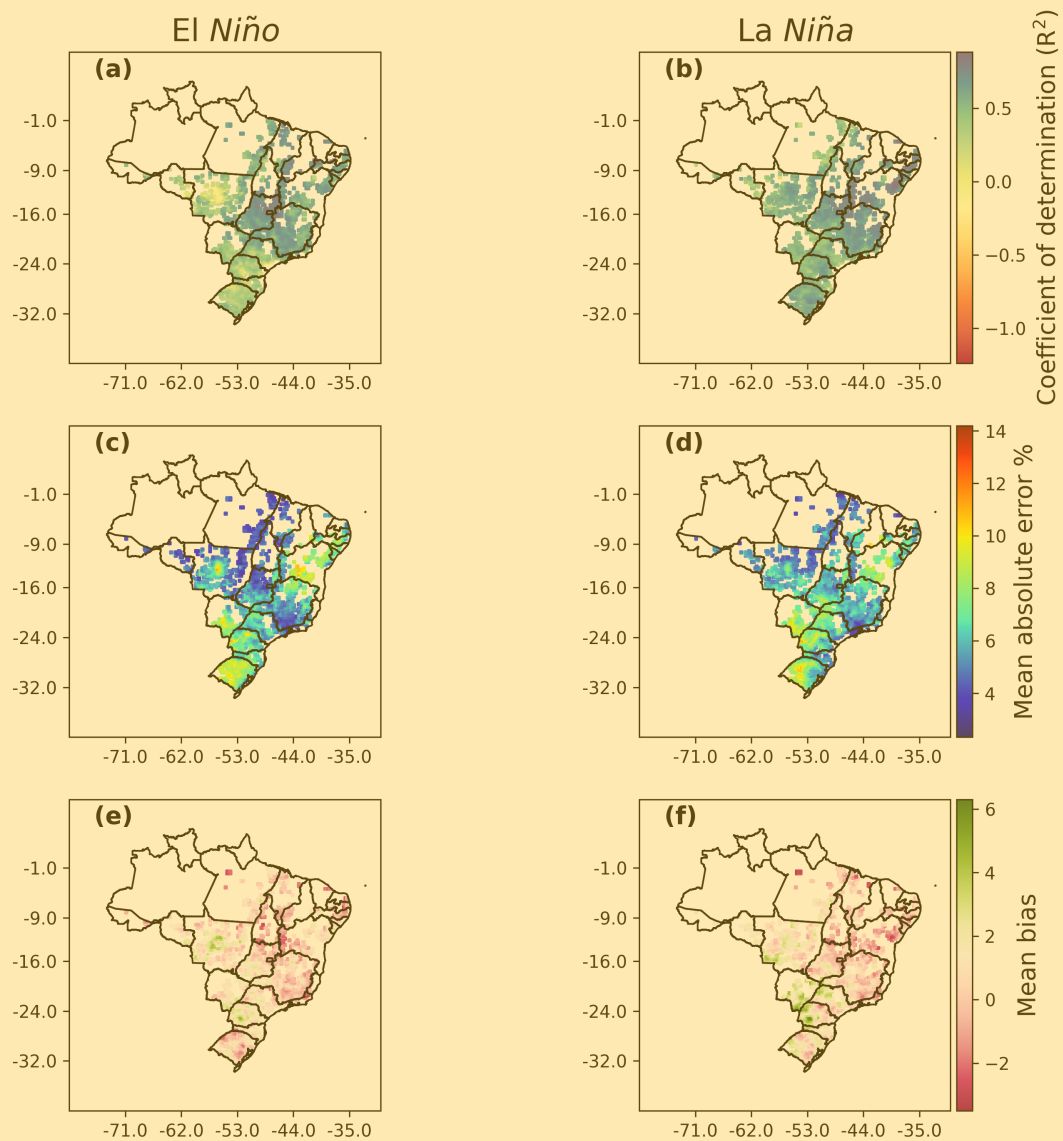 El Niño
La Niña
(a)
-1.0
-9.0
-16.0
-24.0
-32.0
-71.0 -62.0 -53.0 -44.0 -35.0
(b)
-1.0
-9.0
-16.0
-24.0
-32.0
-71.0 -62.0 -53.0 -44.0 -35.0
0.5
0.0
−0.5
−1.0
Coefficient of determination (R²)
(c)
-1.0
-9.0
-16.0
-24.0
-32.0
-71.0 -62.0 -53.0 -44.0 -35.0
(d)
-1.0
-9.0
-16.0
-24.0
-32.0
-71.0 -62.0 -53.0 -44.0 -35.0
14
12
10
8
6
4
Mean absolute error %
(e)
-1.0
-9.0
-16.0
-24.0
-32.0
-71.0 -62.0 -53.0 -44.0 -35.0
(f)
-1.0
-9.0
-16.0
-24.0
-32.0
-71.0 -62.0 -53.0 -44.0 -35.0
6
4
2
0
−2
Mean bias